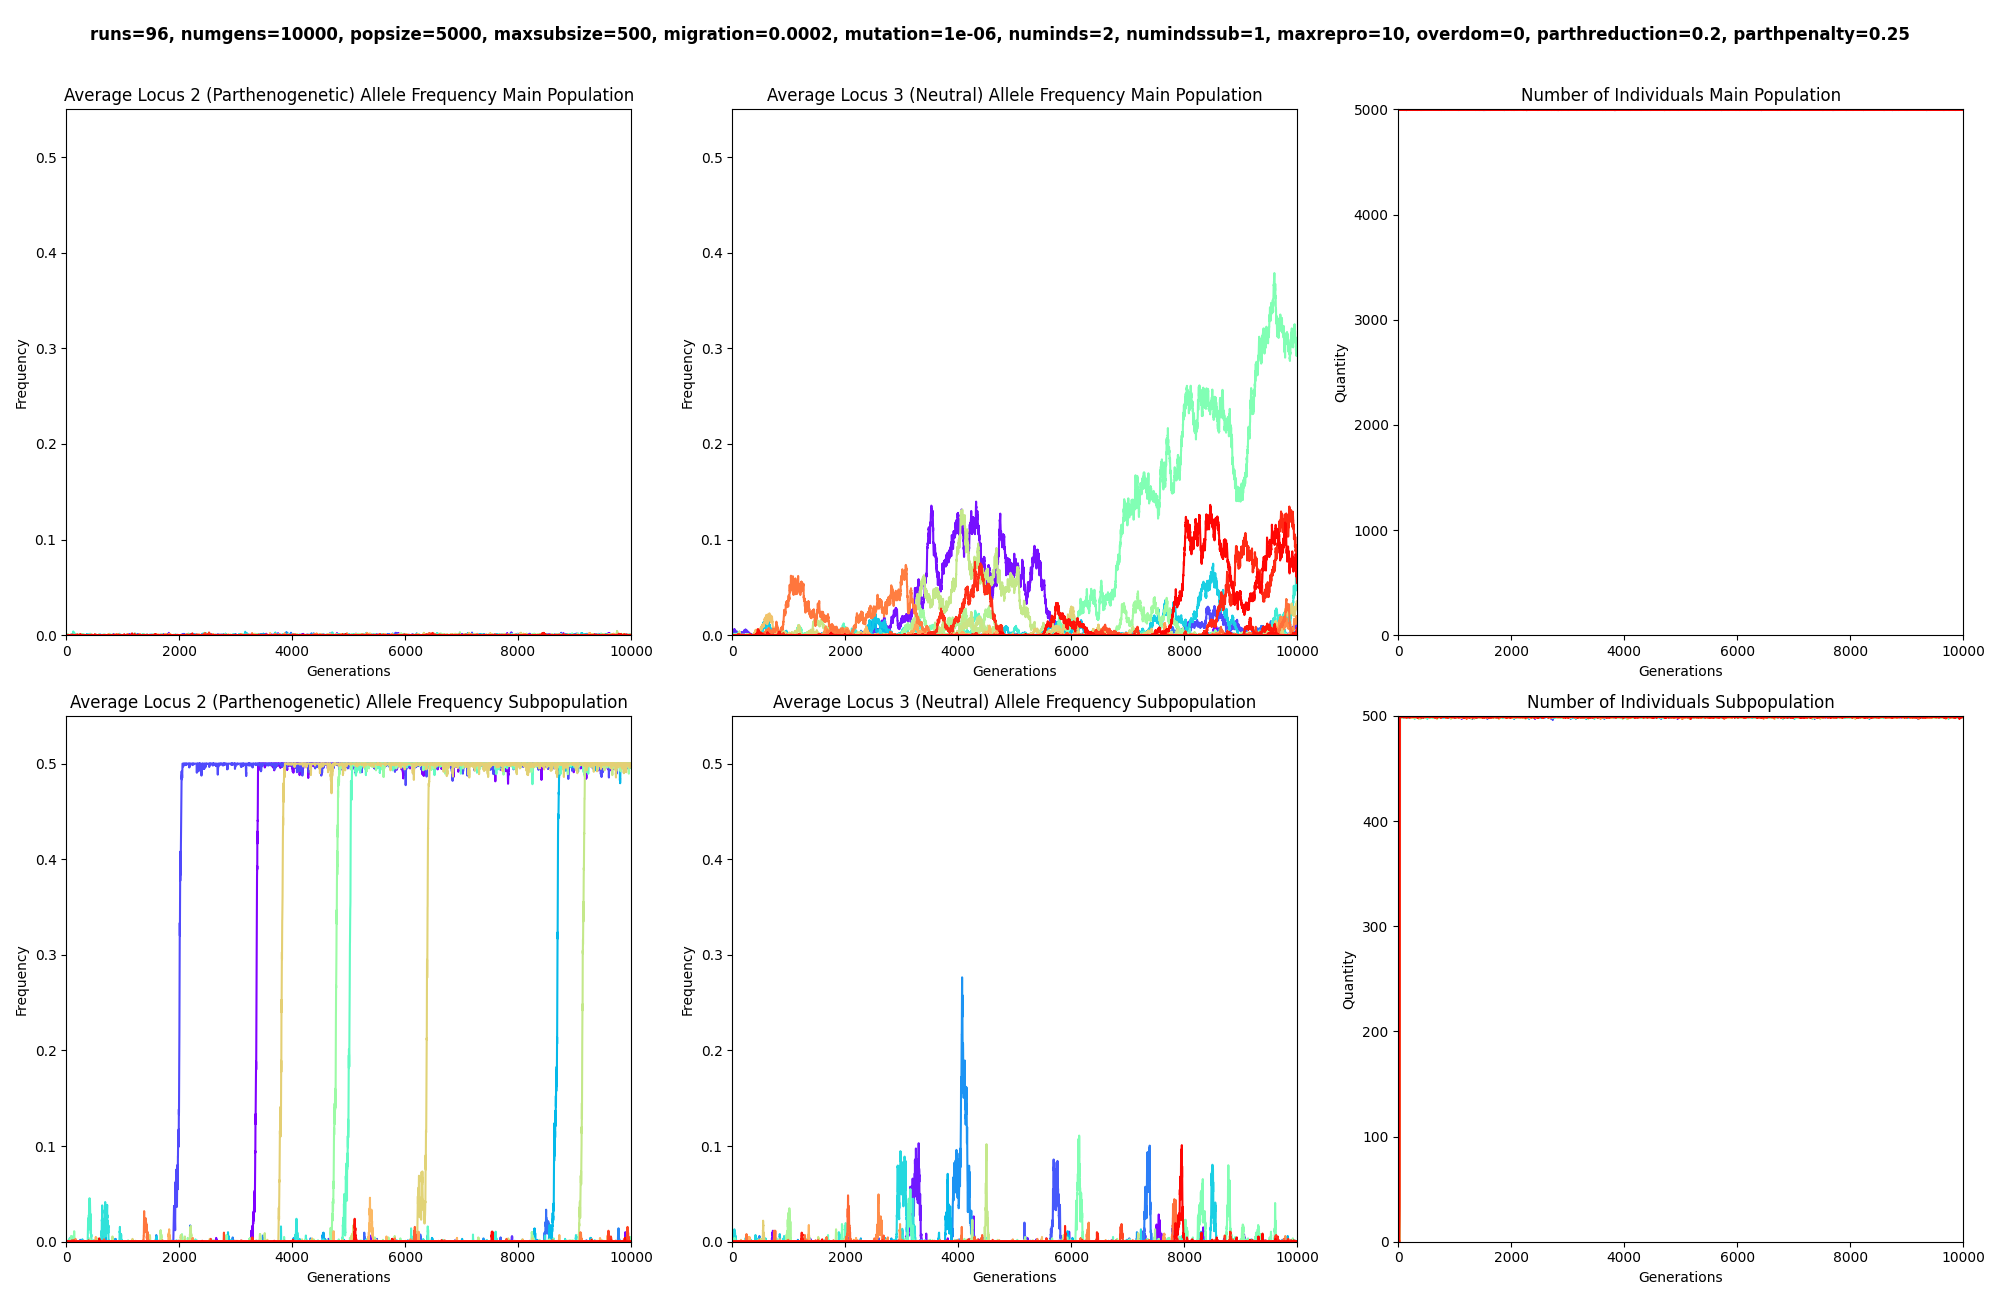 runs=96, numgens=10000, popsize=5000, maxsubsize=500, migration=0.0002, mutation=1e-06, numinds=2, numindssub=1, maxrepro=10, overdom=0, parthreduction=0.2, parthpenalty=0.25
Average Locus 2 (Parthenogenetic) Allele Frequency Main Population
0.5
0.4
0.3
0.2
0.1
0.0
Frequency
0 2000 4000 6000 8000 10000
Generations
Average Locus 3 (Neutral) Allele Frequency Main Population
0.5
0.4
0.3
0.2
0.1
0.0
Frequency
0 2000 4000 6000 8000 10000
Generations
Number of Individuals Main Population
5000
4000
3000
2000
1000
0
Quantity
0 2000 4000 6000 8000 10000
Generations
Average Locus 2 (Parthenogenetic) Allele Frequency Subpopulation
0.5
0.4
0.3
0.2
0.1
0.0
Frequency
0 2000 4000 6000 8000 10000
Generations
Average Locus 3 (Neutral) Allele Frequency Subpopulation
0.5
0.4
0.3
0.2
0.1
0.0
Frequency
0 2000 4000 6000 8000 10000
Generations
Number of Individuals Subpopulation
500
400
300
200
100
0
Quantity
0 2000 4000 6000 8000 10000
Generations